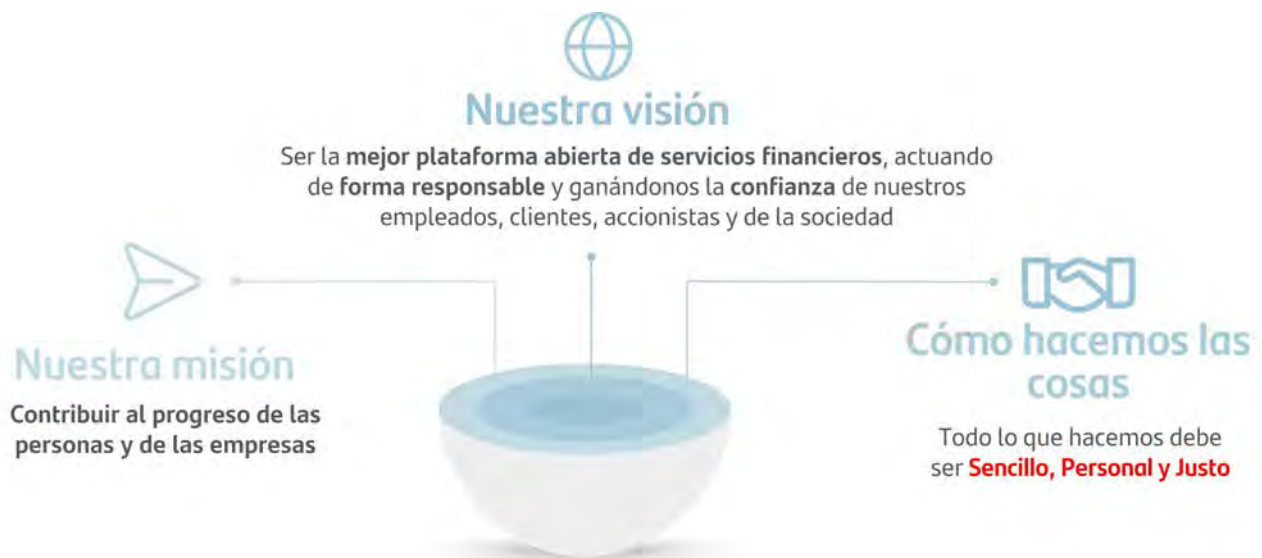 Nuestra visión
Ser la mejor plataforma abierta de servicios financieros, actuando
de forma responsable y ganándonos la confianza de nuestros
empleados, clientes, accionistas y de la sociedad
Nuestra misión
Contribuir al progreso de las
personas y de las empresas
Cómo hacemos las
cosas
Todo lo que hacemos debe
ser Sencillo, Personal y Justo